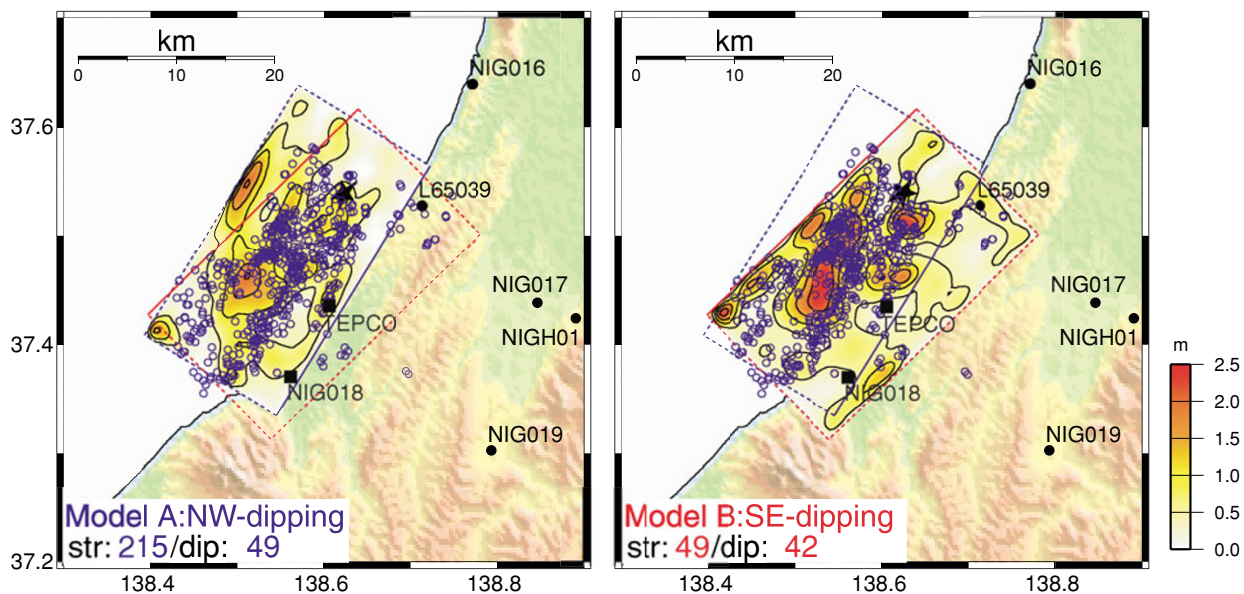 km
0 10 20
NIG016
37.6
L65039
NIG017
TEPCO
NIGH01
37.4
NIG018
NIG019
Model A:NW-dipping
str: 215/dip: 49
37.2
138.4 138.6 138.8
km
0 10 20
NIG016
L65039
NIG017
TEPCO
NIGH01
NIG018
NIG019
Model B:SE-dipping
str: 49/dip: 42
138.4 138.6 138.8
m
2.5
2.0
1.5
1.0
0.5
0.0